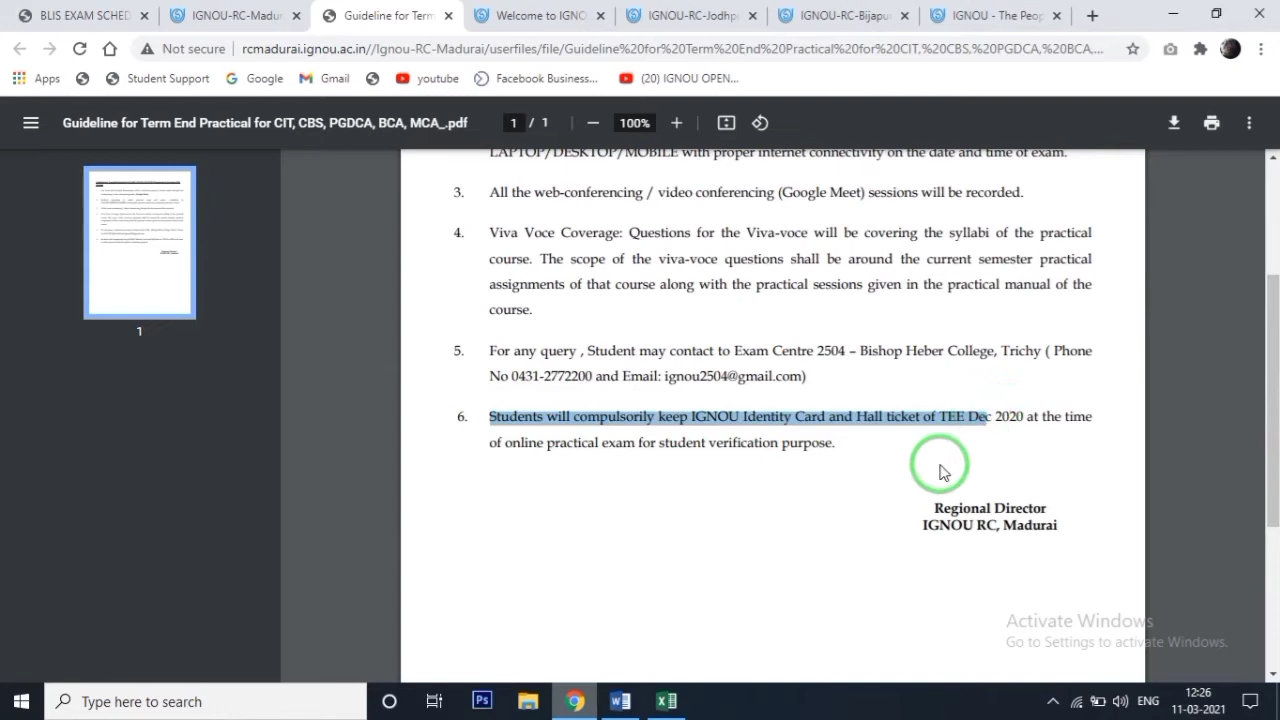 BLIS EXAM SCHED
IGNOU-RC-Madur
Guideline for Term
Welcome to IGNO
IGNOU-RC-Jodhp
IGNOU-RC-Bijapu
IGNOU - The Peop
Not secure
rcmadurai.ignou.ac.in//Ignou-RC-Madurai/userfiles/file/Guideline%20for%20Term%20End%20Practical%20for%20CIT,%20CBS,%20PGDCA,%20BCA,...
Apps
Student Support
Google
Gmail
youtube
Facebook Business...
(20) IGNOU OPEN...
Guideline for Term End Practical for CIT, CBS, PGDCA, BCA, MCA_.pdf
1 / 1
100%
LAPTOP/DESKTOP/MOBILE with proper internet connectivity on the date and time of exam.
3. All the web-conferencing / video conferencing (Google Meet) sessions will be recorded.
4. Viva Voce Coverage: Questions for the Viva-voce will be covering the syllabi of the practical
course. The scope of the viva-voce questions shall be around the current semester practical
assignments of that course along with the practical sessions given in the practical manual of the
course.
5. For any query , Student may contact to Exam Centre 2504 – Bishop Heber College, Trichy ( Phone
No 0431-2772200 and Email: ignou2504@gmail.com)
6. Students will compulsorily keep IGNOU Identity Card and Hall ticket of TEE Dec 2020 at the time
of online practical exam for student verification purpose.
Regional Director
IGNOU RC, Madurai
1
Activate Windows
Go to Settings to activate Windows.
Type here to search
Ps
ENG
12:26
11-03-2021